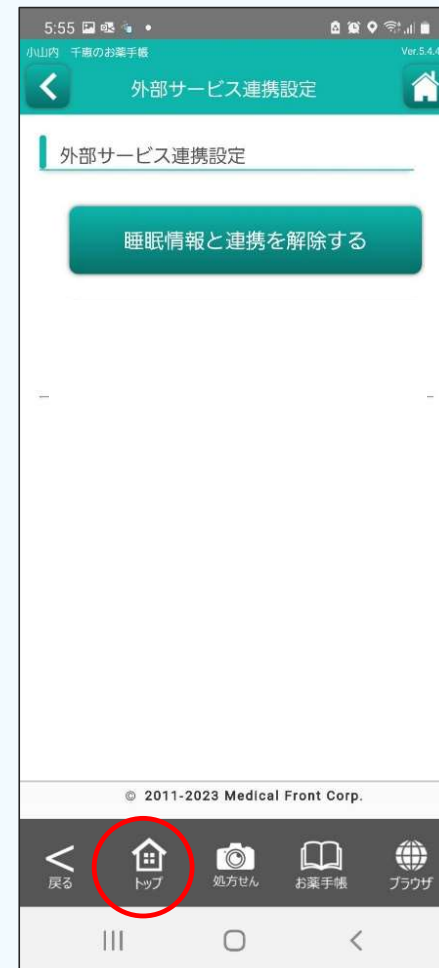 5:55
小山内 千恵のお薬手帳
Ver.5.4.4
外部サービス連携設定
外部サービス連携設定
睡眠情報と連携を解除する
© 2011-2023 Medical Front Corp.
戻る
トップ
処方せん
お薬手帳
ブラウザ